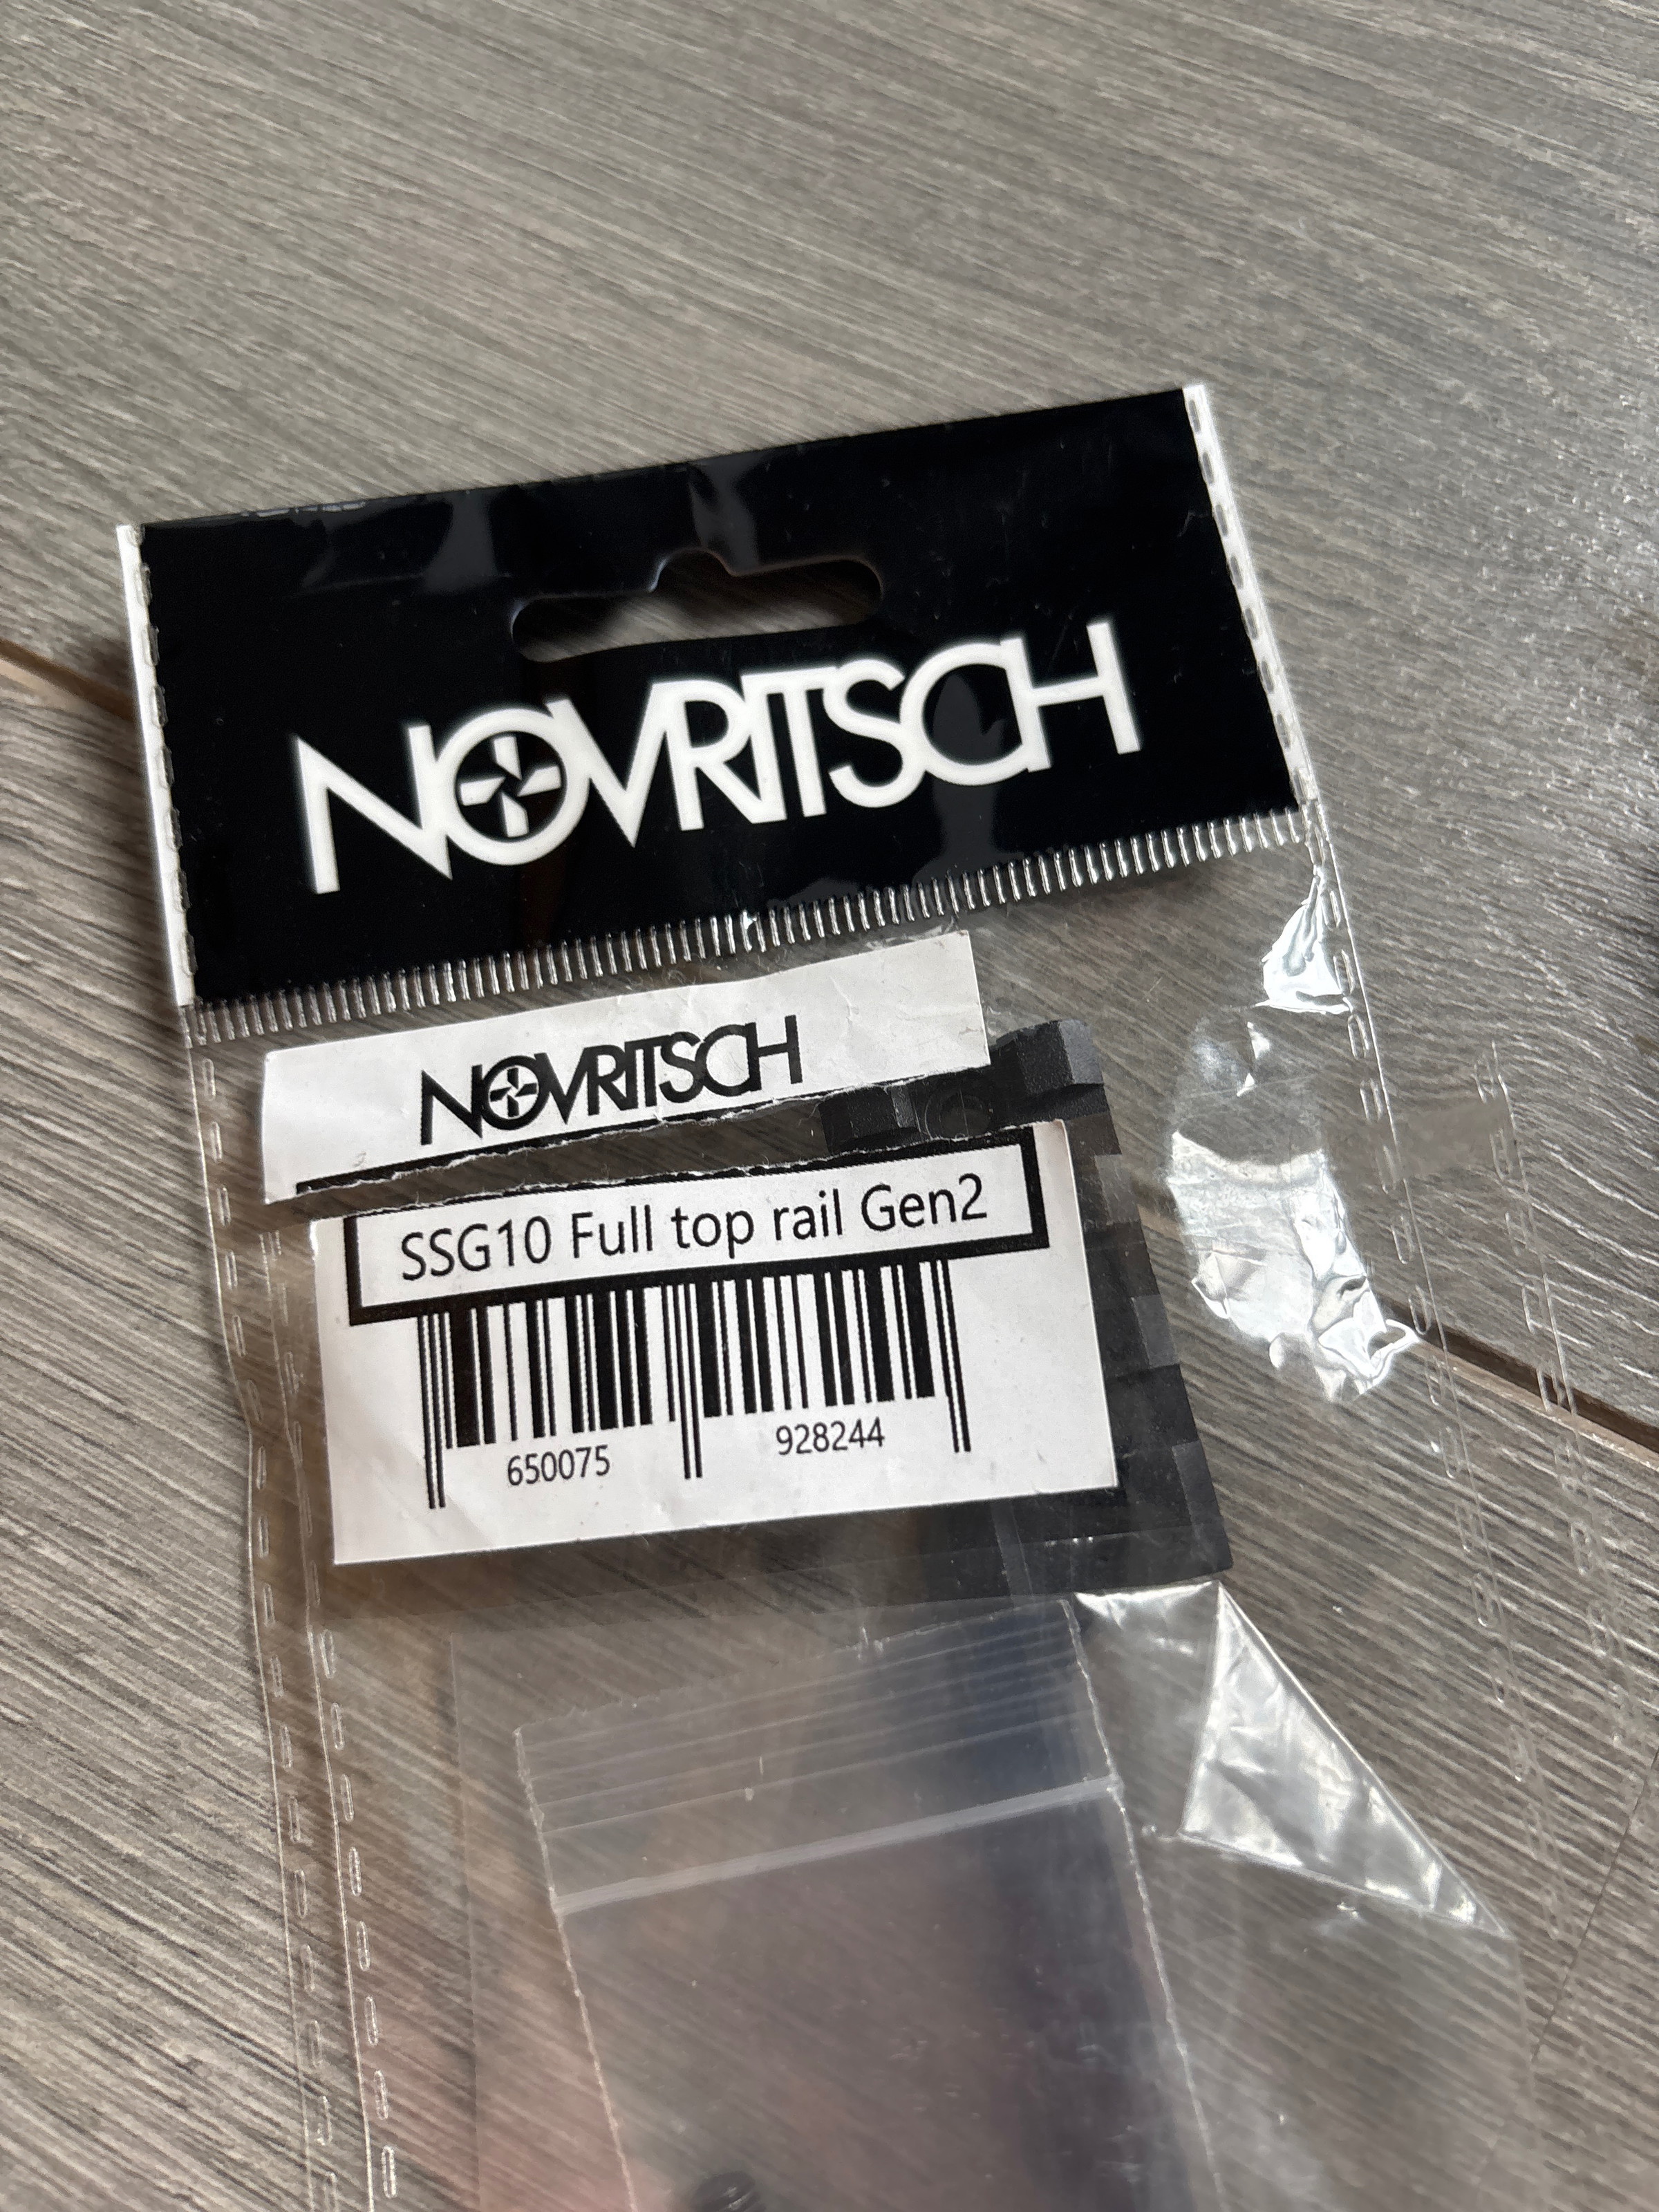 NOVRITSCH
NOVRITSCH
SSG10 Full top rail Gen2
650075 928244